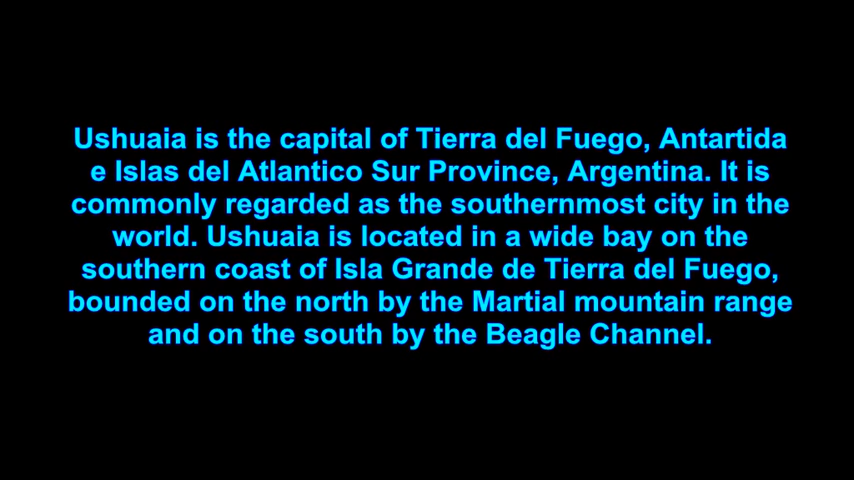 Ushuaia is the capital of Tierra del Fuego, Antartida
e Islas del Atlantico Sur Province, Argentina. It is
commonly regarded as the southernmost city in the
world. Ushuaia is located in a wide bay on the
southern coast of Isla Grande de Tierra del Fuego,
bounded on the north by the Martial mountain range
and on the south by the Beagle Channel.